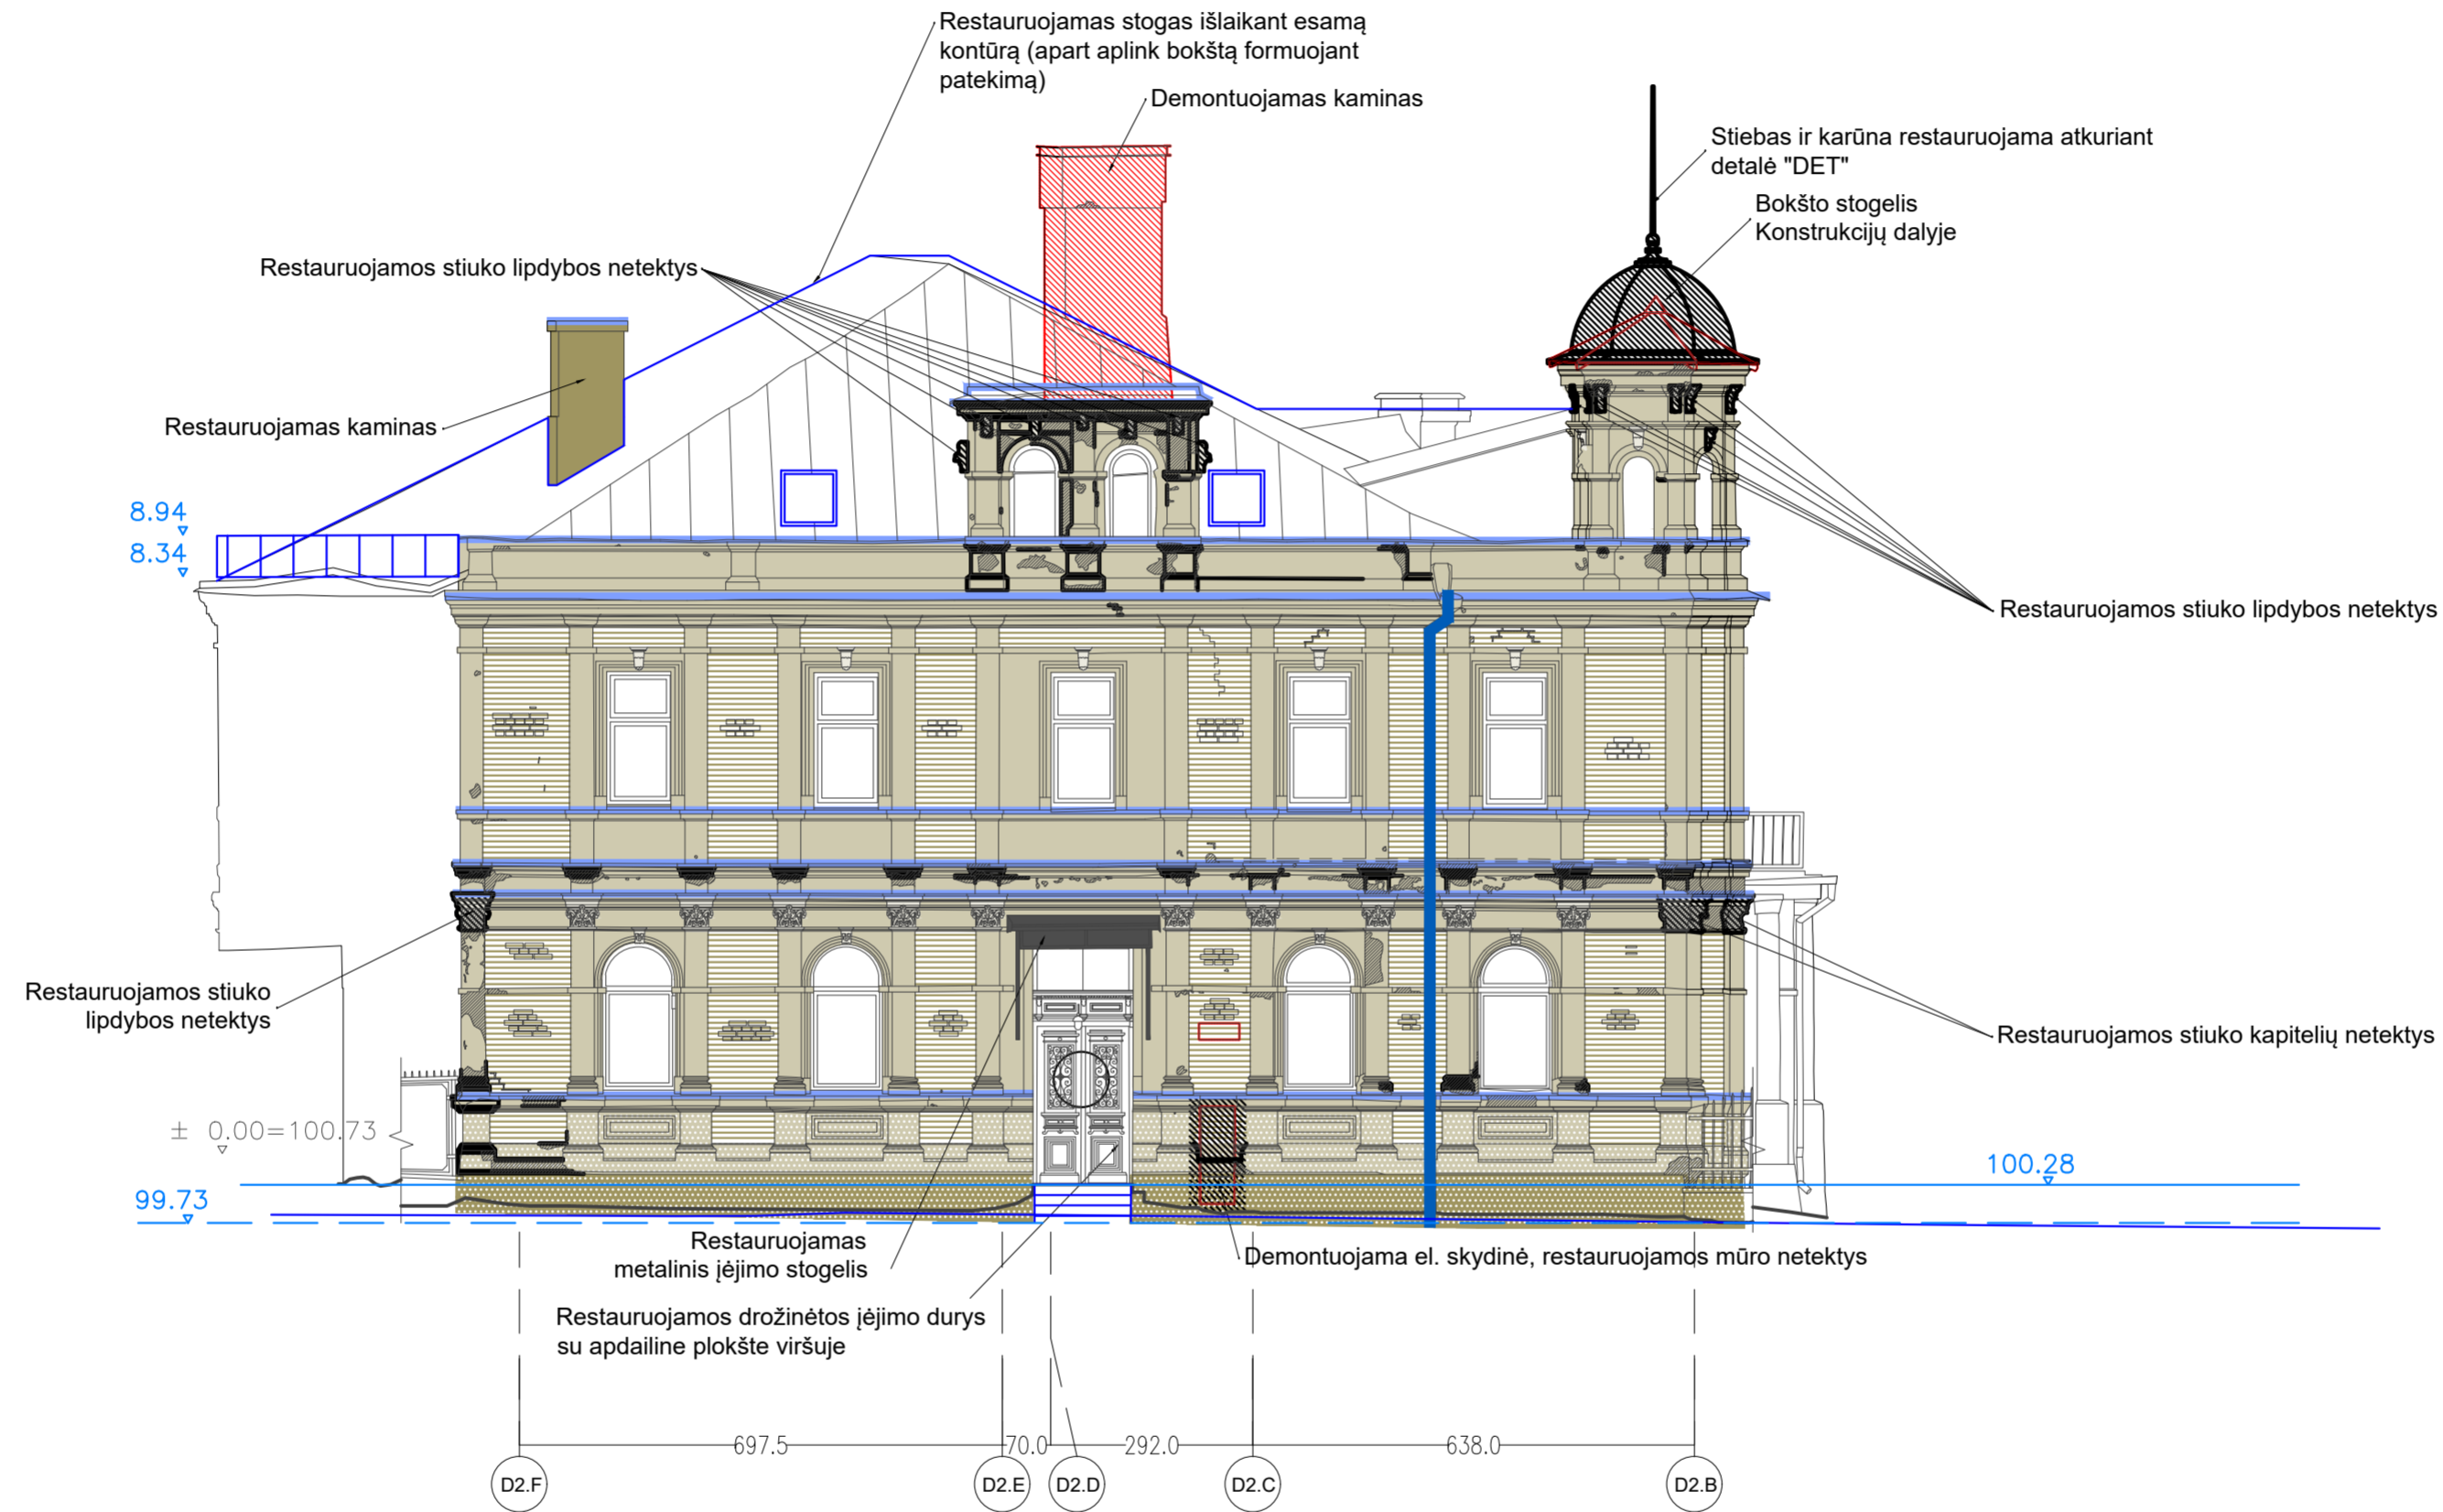 Restauruojamas stogas išlaikant esamą
kontūrą (apart aplink bokštą formuojant
patekimą)
Demontuojamas kaminas
Stiebas ir karūna restauruojama atkuriant
detalė "DET"
Bokšto stogelis
Konstrukcijų dalyje
Restauruojamos stiuko lipdybos netektys
Restauruojamas kaminas
8.94
8.34
Restauruojamos stiuko lipdybos netektys
Restauruojamos stiuko
lipdybos netektys
Restauruojamos stiuko kapitelių netektys
± 0.00=100.73
100.28
99.73
Restauruojamas
metalinis įėjimo stogelis
Demontuojama el. skydinė, restauruojamos mūro netektys
Restauruojamos drožinėtos įėjimo durys
su apdailine plokšte viršuje
697.5
70.0
292.0
638.0
D2.F
D2.E
D2.D
D2.C
D2.B